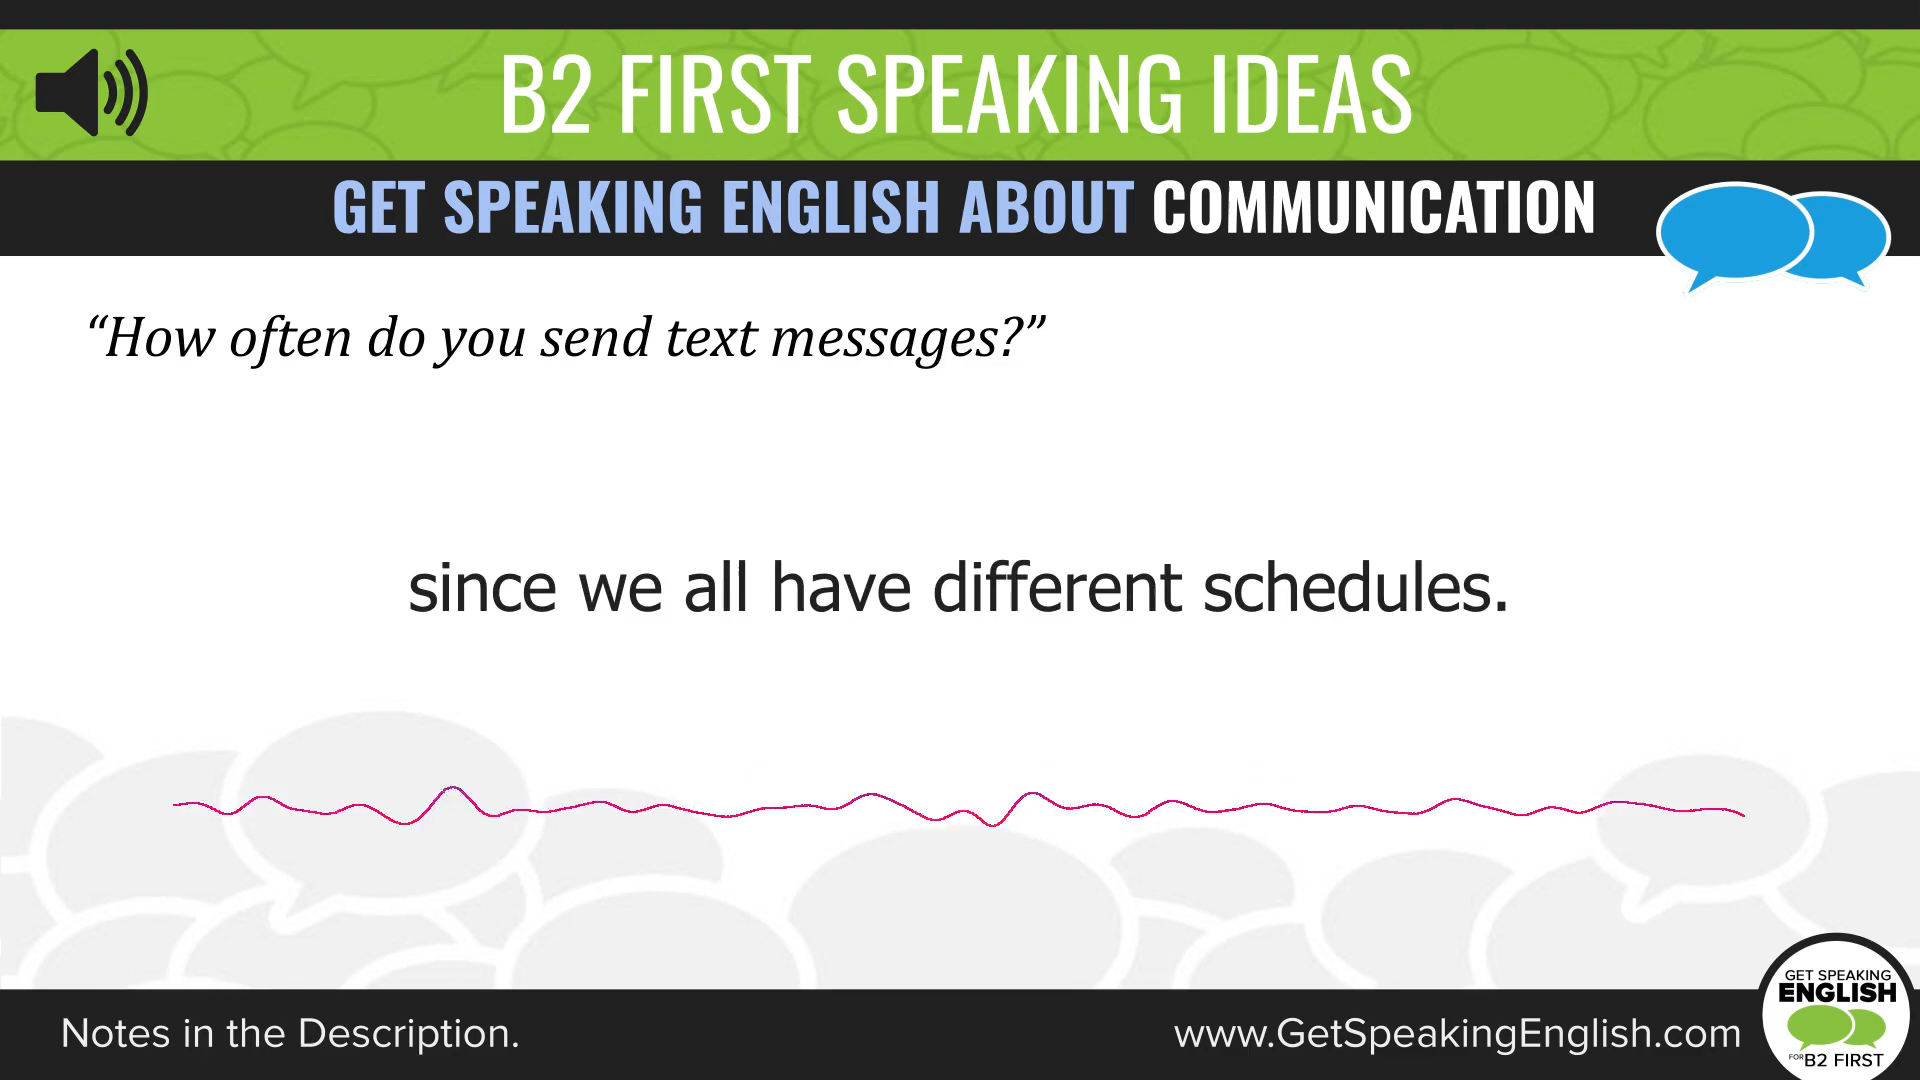 B2 FIRST SPEAKING IDEAS
GET SPEAKING ENGLISH ABOUT COMMUNICATION
“How often do you send text messages?”
since we all have different schedules.
Notes in the Description.
www.GetSpeakingEnglish.com
GET SPEAKING
ENGLISH
FOR B2 FIRST